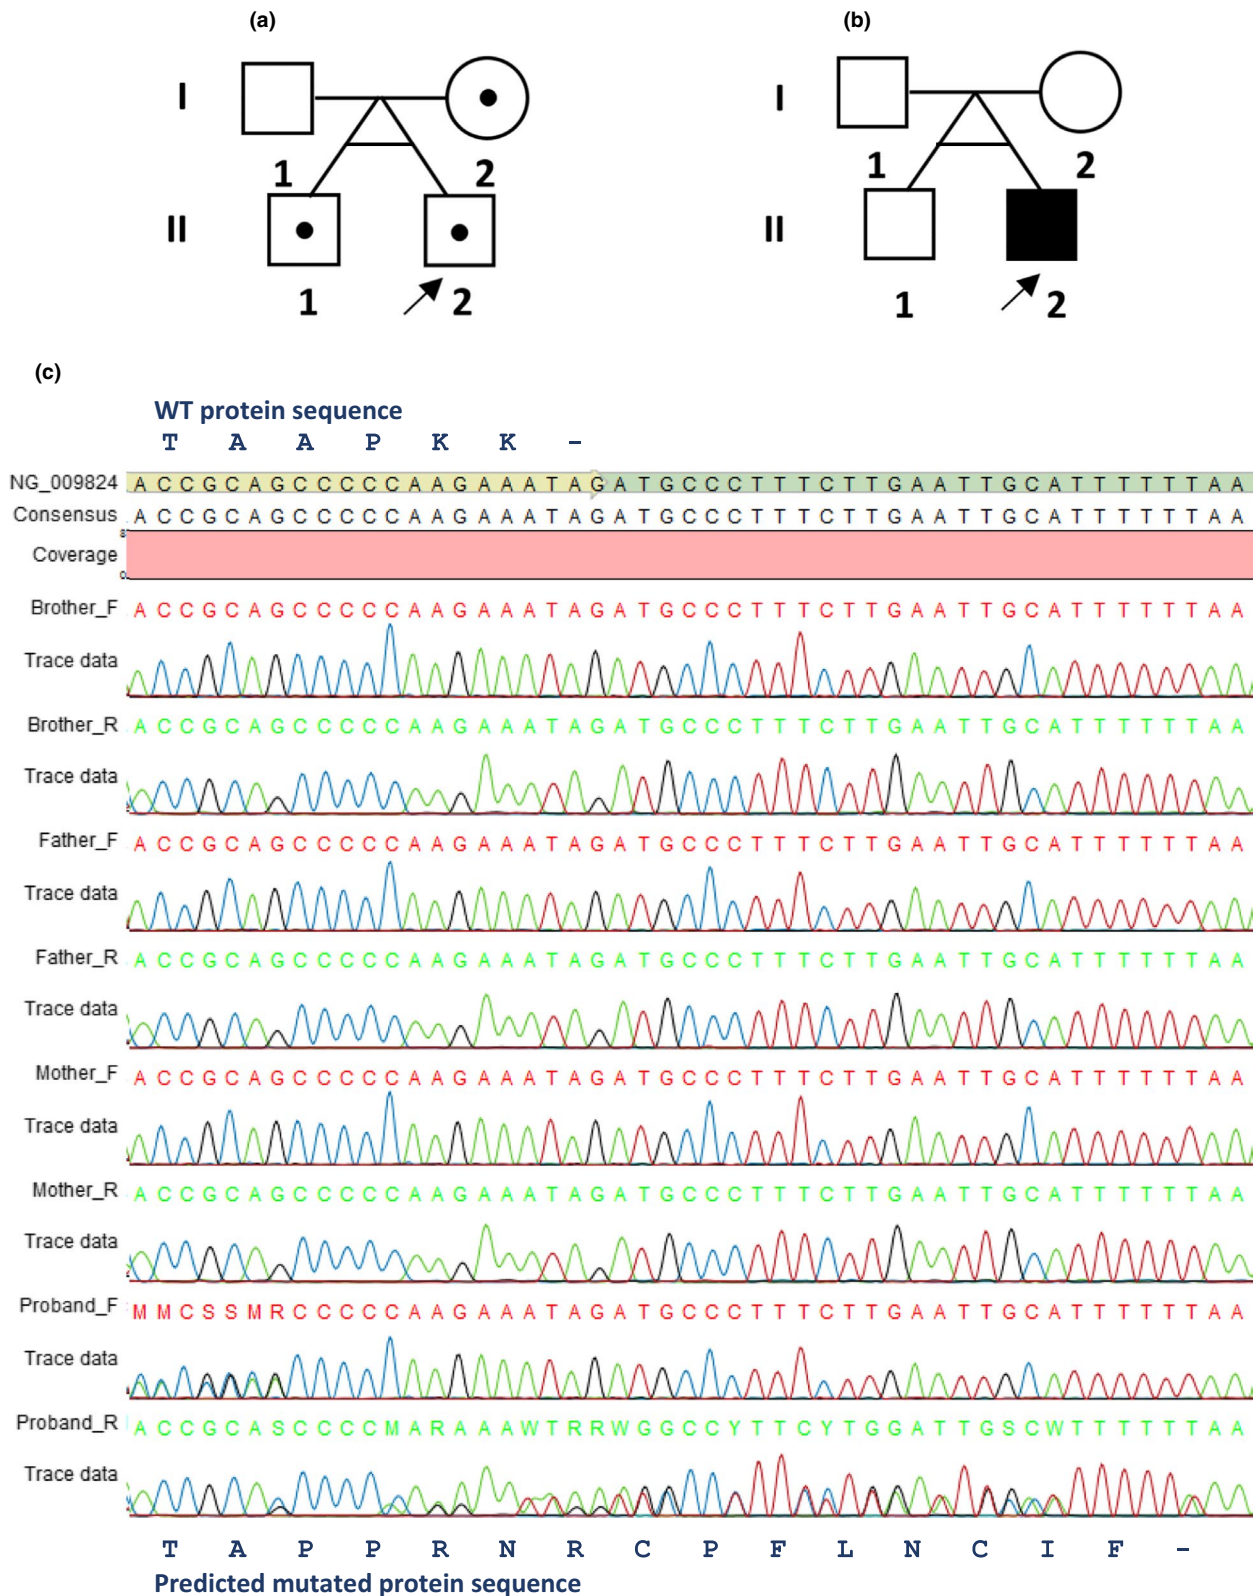 (a) (b)
I I
1 2 1 2
II II
1 2 1 2
(c)
WT protein sequence
T A A P K K -
NG_009824 A C C G C A G C C C C C A A G A A A T A G A T G C C C T T T C T T G A A T T G C A T T T T T T A A
Consensus A C C G C A G C C C C C A A G A A A T A G A T G C C C T T T C T T G A A T T G C A T T T T T T A A
8
Coverage
0
Brother_F A C C G C A G C C C C C A A G A A A T A G A T G C C C T T T C T T G A A T T G C A T T T T T T A A
Trace data
Brother_R A C C G C A G C C C C C A A G A A A T A G A T G C C C T T T C T T G A A T T G C A T T T T T T A A
Trace data
Father_F A C C G C A G C C C C C A A G A A A T A G A T G C C C T T T C T T G A A T T G C A T T T T T T A A
Trace data
Father_R A C C G C A G C C C C C A A G A A A T A G A T G C C C T T T C T T G A A T T G C A T T T T T T A A
Trace data
Mother_F A C C G C A G C C C C C A A G A A A T A G A T G C C C T T T C T T G A A T T G C A T T T T T T A A
Trace data
Mother_R A C C G C A G C C C C C A A G A A A T A G A T G C C C T T T C T T G A A T T G C A T T T T T T A A
Trace data
Proband_F M M C S S M R C C C C C A A G A A A T A G A T G C C C T T T C T T G A A T T G C A T T T T T T A A
Trace data
Proband_R A C C G C A S C C C C M A R A A A W T R R W G G C C Y T T C Y T G G A T T G S C W T T T T T T A A
Trace data
T A P P R N R C P F L N C I F -
Predicted mutated protein sequence